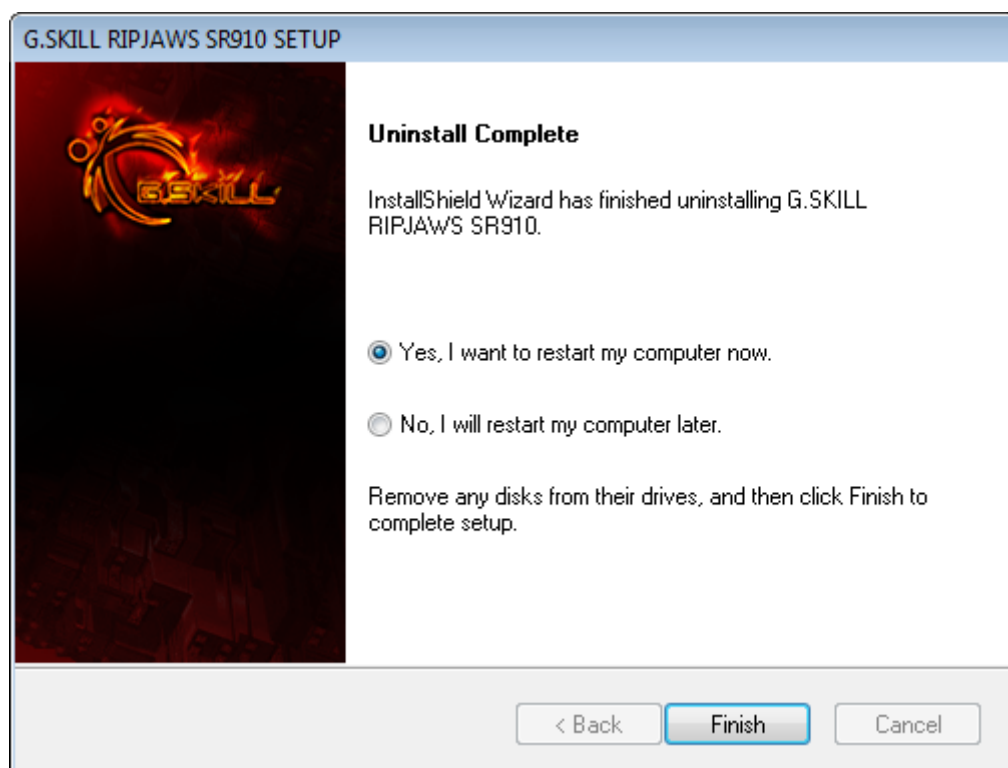 G.SKILL RIPJAWS SR910 SETUP
G.SKILL
Uninstall Complete
InstallShield Wizard has finished uninstalling G.SKILL
RIPJAWS SR910.
Yes, I want to restart my computer now.
No, I will restart my computer later.
Remove any disks from their drives, and then click Finish to
complete setup.
< Back Finish Cancel